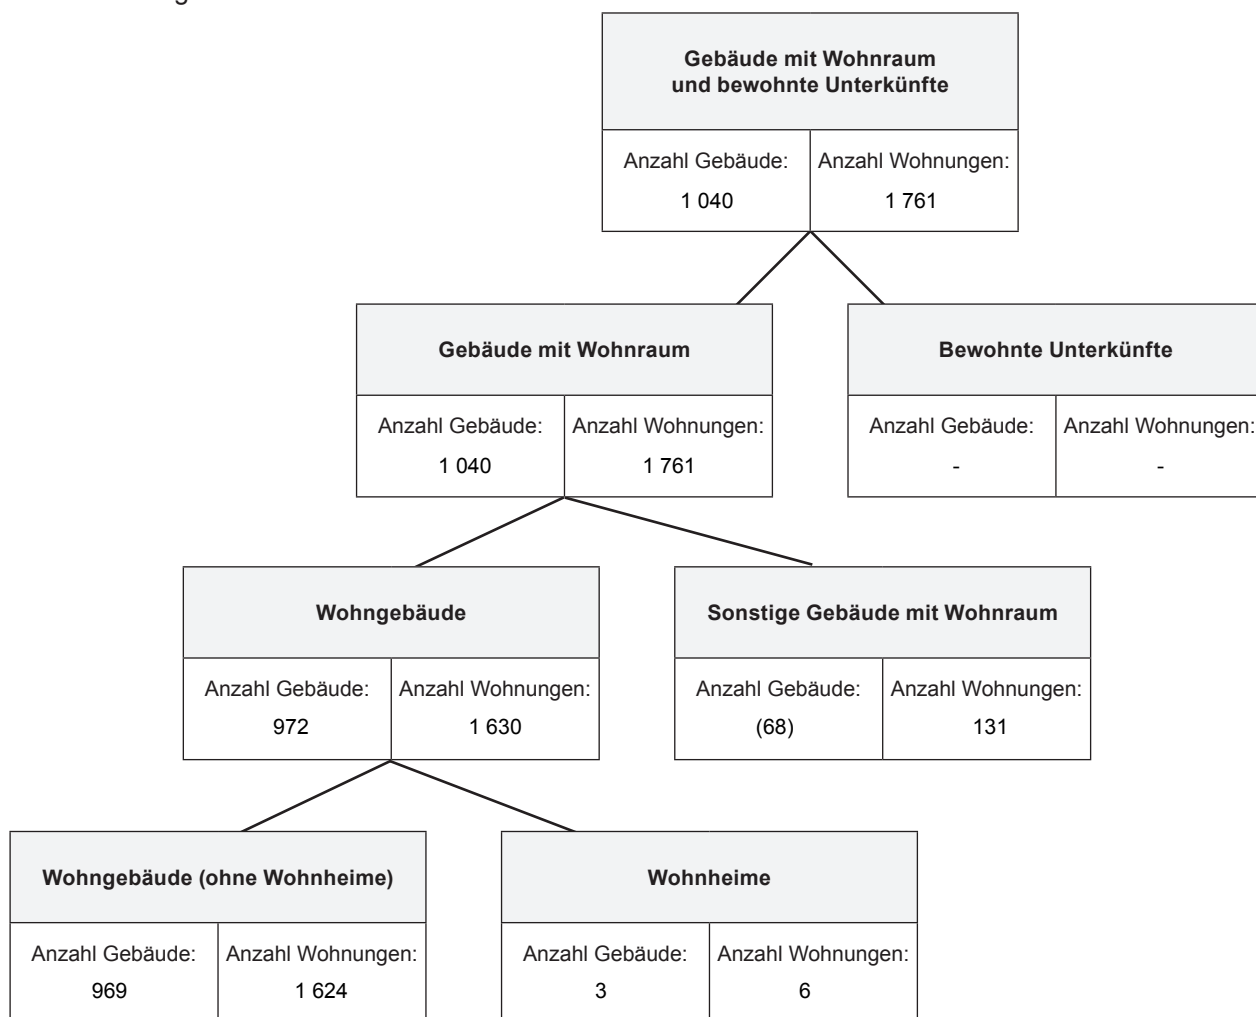 Gebäude mit Wohnraum
und bewohnte Unterkünfte
Anzahl Gebäude: Anzahl Wohnungen:
1 040 1 761
Gebäude mit Wohnraum
Anzahl Gebäude: Anzahl Wohnungen:
1 040 1 761
Bewohnte Unterkünfte
Anzahl Gebäude: Anzahl Wohnungen:
- -
Wohngebäude
Anzahl Gebäude: Anzahl Wohnungen:
972 1 630
Sonstige Gebäude mit Wohnraum
Anzahl Gebäude: Anzahl Wohnungen:
(68) 131
Wohngebäude (ohne Wohnheime)
Anzahl Gebäude: Anzahl Wohnungen:
969 1 624
Wohnheime
Anzahl Gebäude: Anzahl Wohnungen:
3 6